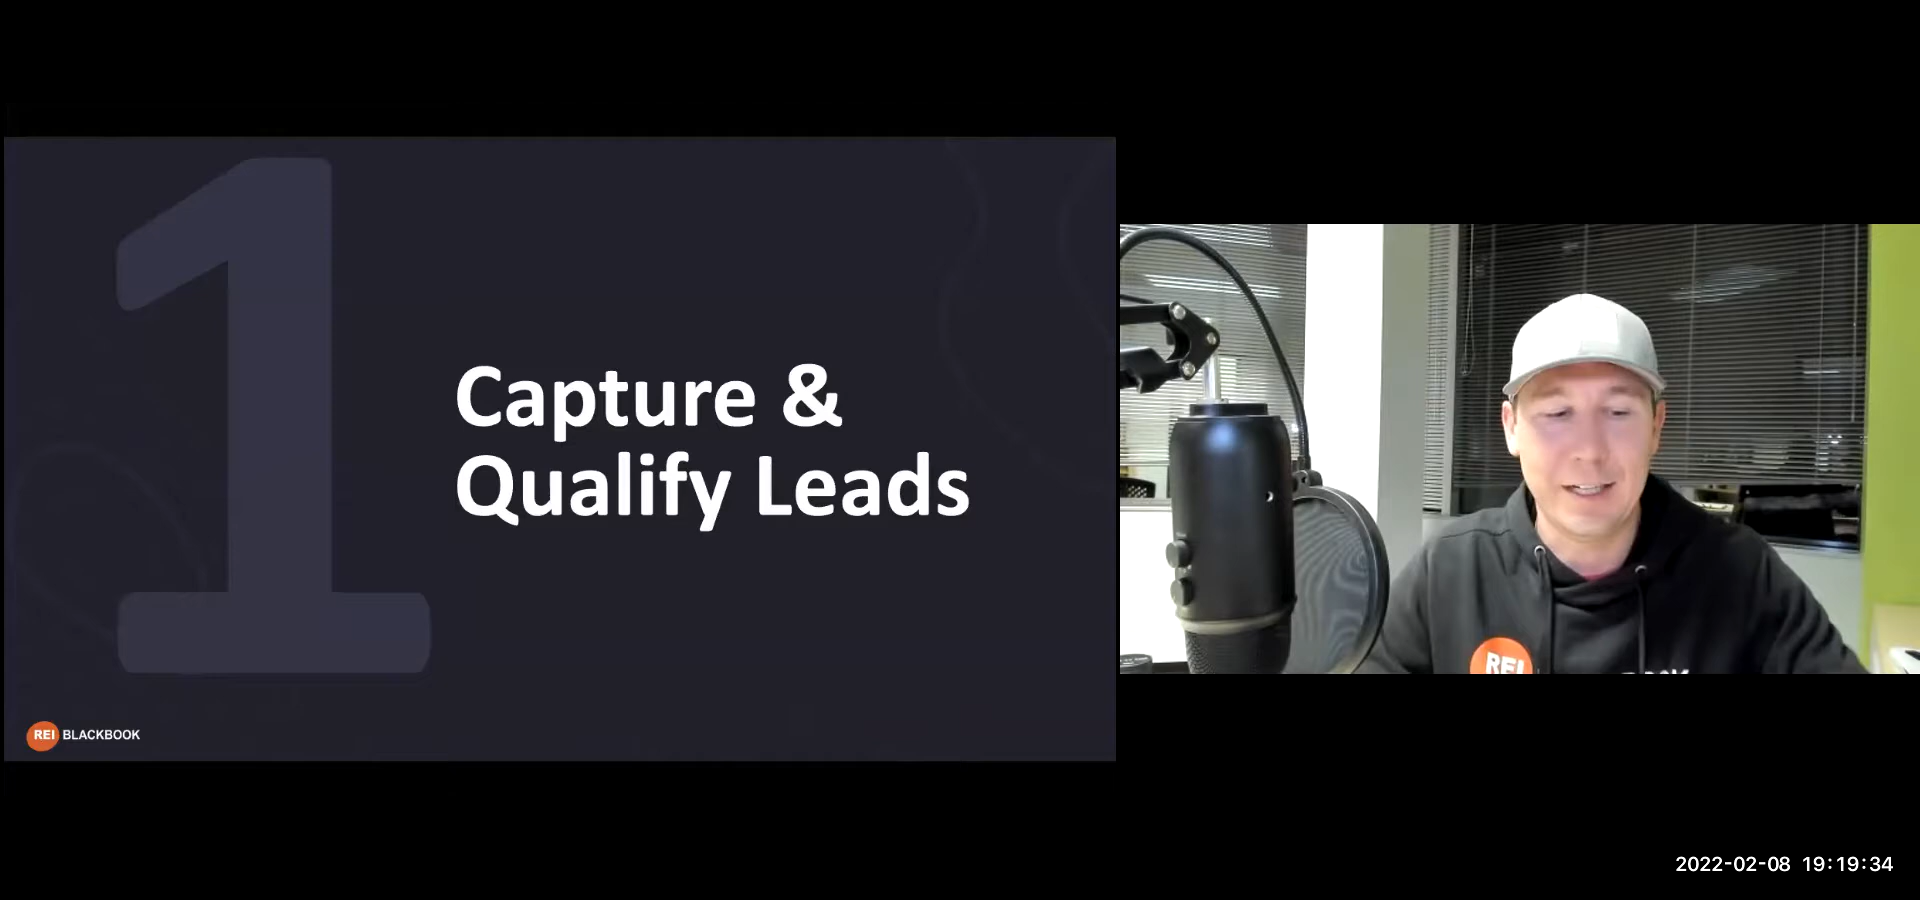 1
Capture &
Qualify Leads
REI BLACKBOOK
REI
2022-02-08 19:19:34